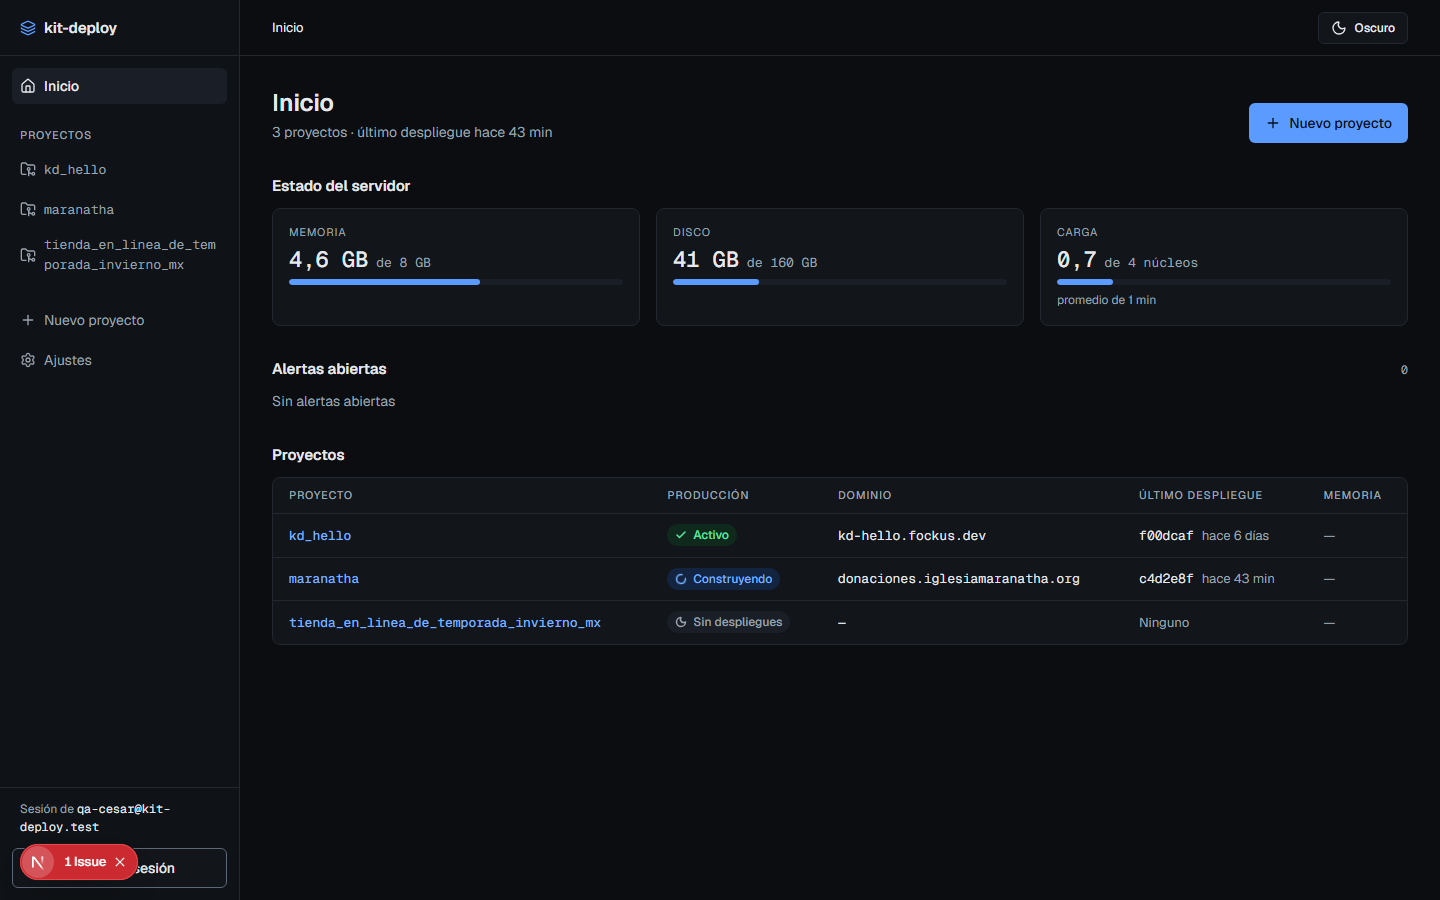 kit-deploy
Inicio
Oscuro
Inicio
PROYECTOS
kd_hello
maranatha
tienda_en_linea_de_tem
porada_invierno_mx
Nuevo proyecto
Ajustes
Sesión de qa-cesar@kit-
deploy.test
1 Issue
sesión
Inicio
3 proyectos · último despliegue hace 43 min
Nuevo proyecto
Estado del servidor
MEMORIA
4,6 GB de 8 GB
DISCO
41 GB de 160 GB
CARGA
0,7 de 4 núcleos
promedio de 1 min
Alertas abiertas 0
Sin alertas abiertas
Proyectos
PROYECTO PRODUCCIÓN DOMINIO ÚLTIMO DESPLIEGUE MEMORIA
kd_hello Activo kd-hello.fockus.dev f00dcaf hace 6 días —
maranatha Construyendo donaciones.iglesiamaranatha.org c4d2e8f hace 43 min —
tienda_en_linea_de_temporada_invierno_mx Sin despliegues — Ninguno —